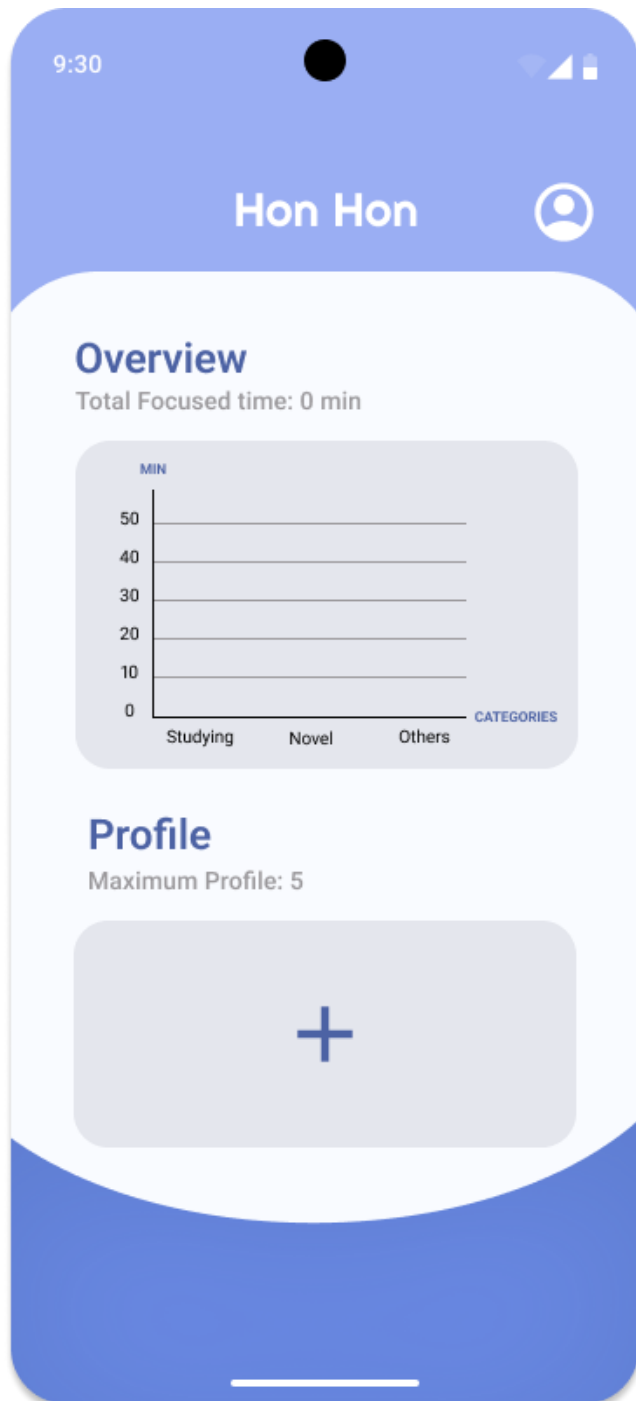 9:30
Hon Hon
Overview
Total Focused time: 0 min
MIN
50
40
30
20
10
0
CATEGORIES
Studying Novel Others
Profile
Maximum Profile: 5